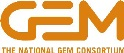 GEM
THE NATIONAL GEM CONSORTIUM